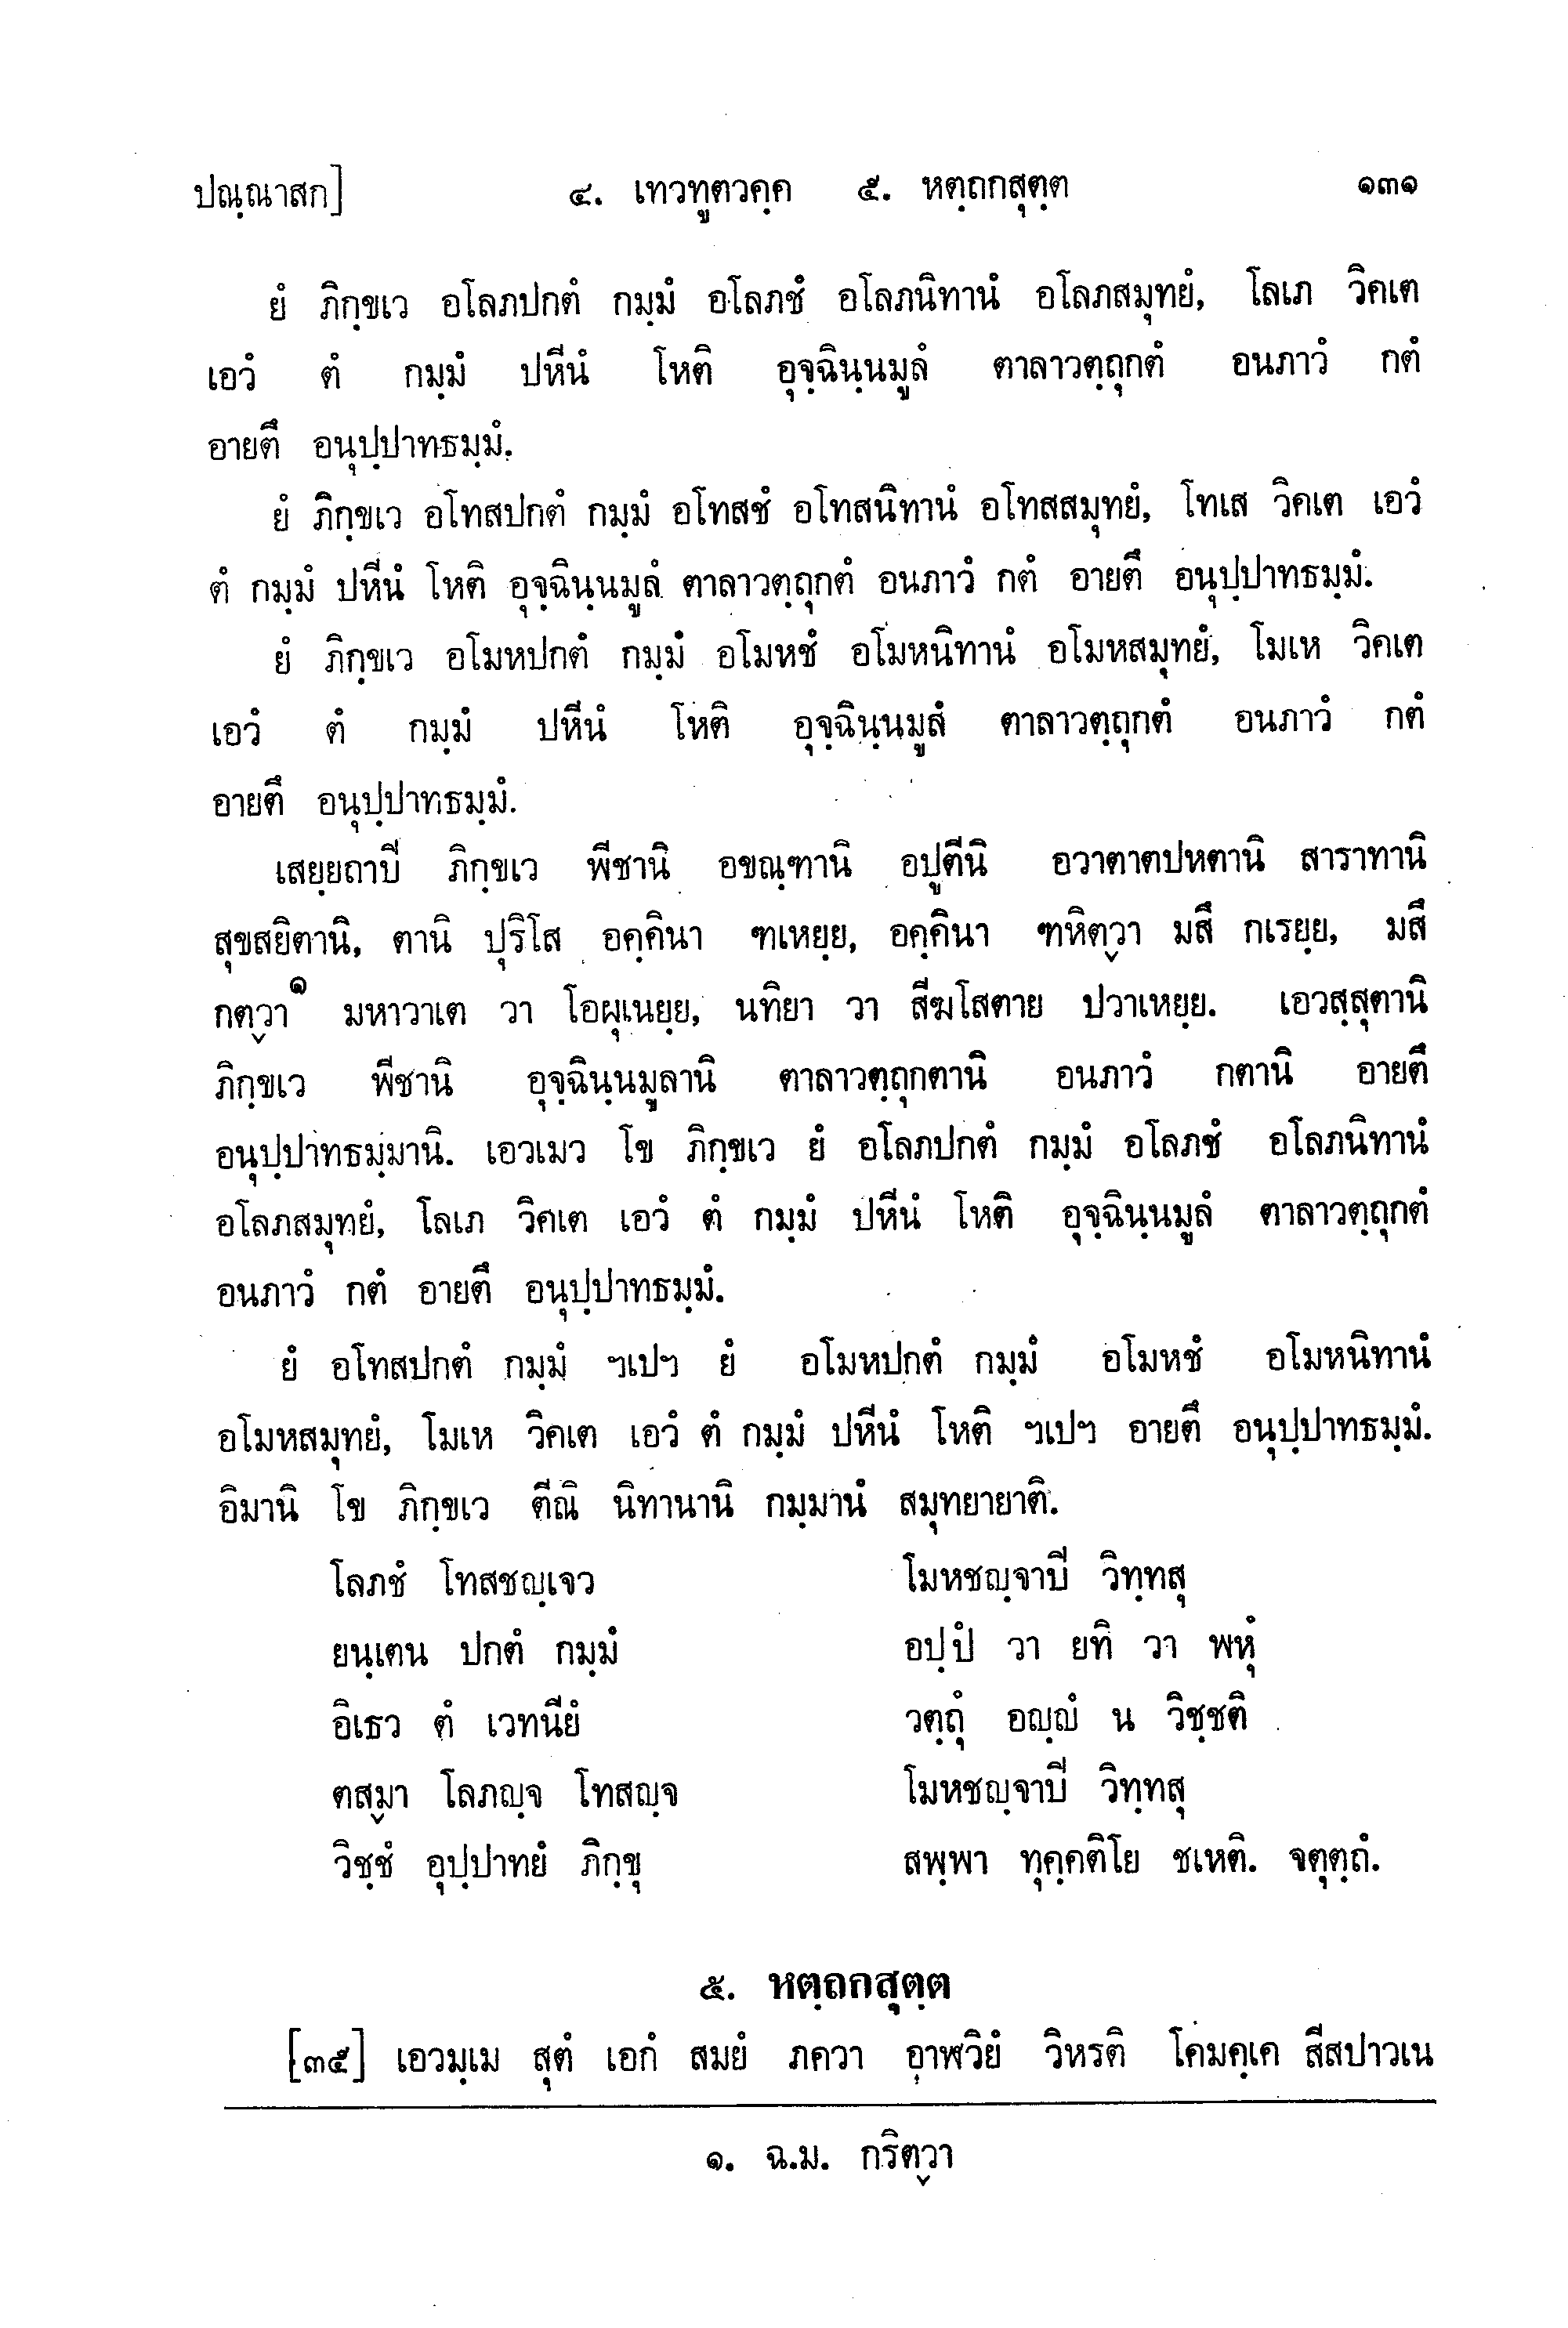 ปณฺณาสก] ๔. เทวทูตวคฺค ๕. หตฺถกสุตฺต ๑๓๑
ยํ ภิกฺขเว อโลภปกตํ กมฺมํ อโลภชํ อโลภนิทานํ อโลภสมุทยํ, โลเภ วิคเต
เอวํ ตํ กมฺมํ ปหีนํ โหติ อุจฺฉินฺนมูลํ ตาลาวตฺถุกตํ อนภาวํ กตํ
อายตึ อนุปฺปาทธมฺมํ.
ยํ ภิกฺขเว อโทสปกตํ กมฺมํ อโทสชํ อโทสนิทานํ อโทสสมุทยํ, โทเส วิคเต เอวํ
ตํ กมฺมํ ปหีนํ โหติ อุจฺฉินฺนมูลํ ตาลาวตฺถุกตํ อนภาวํ กตํ อายตึ อนุปฺปาทธมฺมํ.
ยํ ภิกฺขเว อโมหปกตํ กมฺมํ อโมหชํ อโมหนิทานํ อโมหสมุทยํ, โมเห วิคเต
เอวํ ตํ กมฺมํ ปหีนํ โหติ อุจฺฉินฺนมูลํ ตาลาวตฺถุกตํ อนภาวํ กตํ
อายตึ อนุปฺปาทธมฺมํ.
เสยฺยถาปี ภิกฺขเว พีชานิ อขณฺฑานิ อปูตีนิ อวาตาตปหตานิ สาราทานิ
สุขสยิตานิ, ตานิ ปุริโส อคฺคินา ฑเหยฺย, อคฺคินา ฑหิตฺวา มสึ กเรยฺย, มสึ
กตฺวา๑ มหาวาเต วา โอผุเนยฺย, นทิยา วา สีฆโสตาย ปวาเหยฺย. เอวสฺสุตานิ
ภิกฺขเว พีชานิ อุจฺฉินฺนมูลานิ ตาลาวตฺถุกตานิ อนภาวํ กตานิ อายตึ
อนุปฺปาทธมฺมานิ. เอวเมว โข ภิกฺขเว ยํ อโลภปกตํ กมฺมํ อโลภชํ อโลภนิทานํ
อโลภสมุทยํ, โลเภ วิคเต เอวํ ตํ กมฺมํ ปหีนํ โหติ อุจฺฉินฺนมูลํ ตาลาวตฺถุกตํ
อนภาวํ กตํ อายตึ อนุปฺปาทธมฺมํ.
ยํ อโทสปกตํ กมฺมํ ฯเปฯ ยํ อโมหปกตํ กมฺมํ อโมหชํ อโมหนิทานํ
อโมหสมุทยํ, โมเห วิคเต เอวํ ตํ กมฺมํ ปหีนํ โหติ ฯเปฯ อายตึ อนุปฺปาทธมฺมํ.
อิมานิ โข ภิกฺขเว ตีณิ นิทานานิ กมฺมานํ สมุทยายาติ.
โลภชํ โทสชญฺเจว โมหชญฺจาปี วิทฺทสุ
ยนฺเตน ปกตํ กมฺมํ อปฺปํ วา ยทิ วา พหุํ
อิเธว ตํ เวทนียํ วตฺถุํ อญฺญํ น วิชฺชติ
ตสฺมา โลภญฺจ โทสญฺจ โมหชญฺจาปี วิทฺทสุ
วิชฺชํ อุปฺปาทยํ ภิกฺขุ สพฺพา ทุคฺคติโย ชเหติ. จตุตฺถํ.
๕. หตฺถกสุตฺต
[๓๕] เอวมฺเม สุตํ เอกํ สมยํ ภควา อาฬวิยํ วิหรติ โคมคฺเค สีสปาวเน
๑. ฉ.ม. กริตฺวา